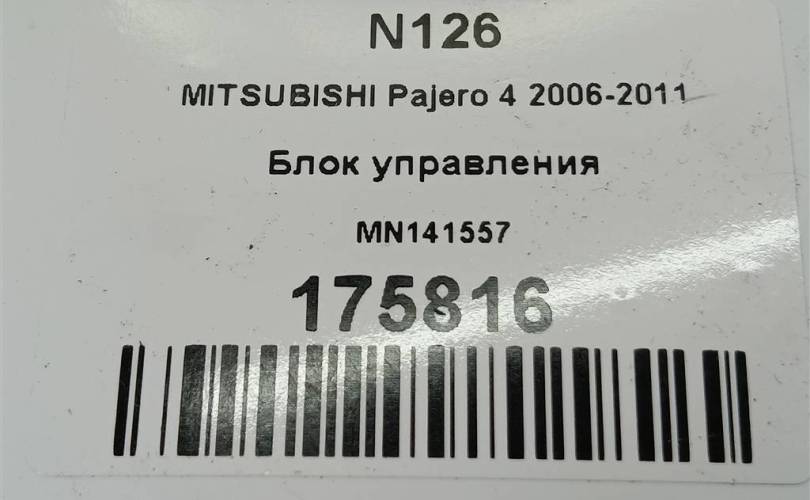 N126
MITSUBISHI Pajero 4 2006-2011
Блок управления
MN141557
175816